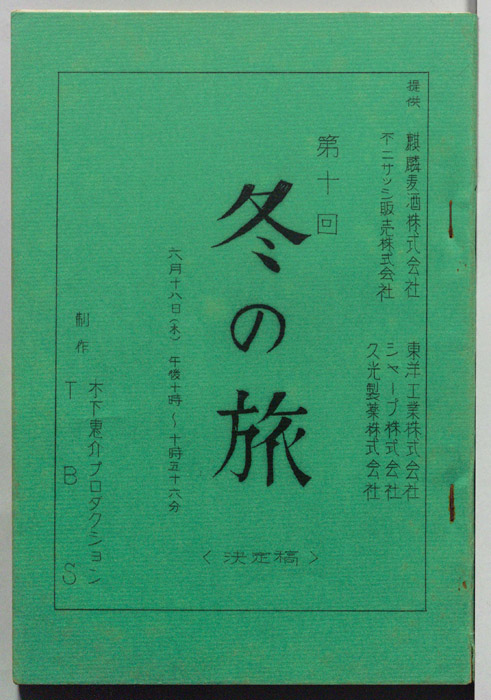 提供
麒麟麦酒株式会社
不二サッシ販売株式会社
東洋工業株式会社
シャープ株式会社
久光製薬株式会社
第十回
冬の旅
〈決定稿〉
六月十八日(木) 午後十時〜十時五十六分
制作
木下恵介プロダクション
TBS